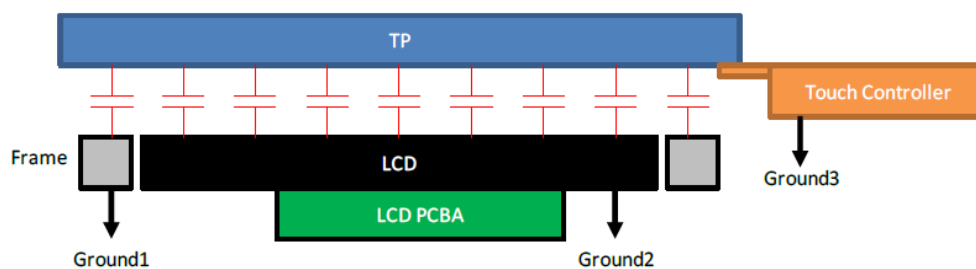 TP
Touch Controller
Frame
LCD
Ground3
LCD PCBA
Ground1
Ground2